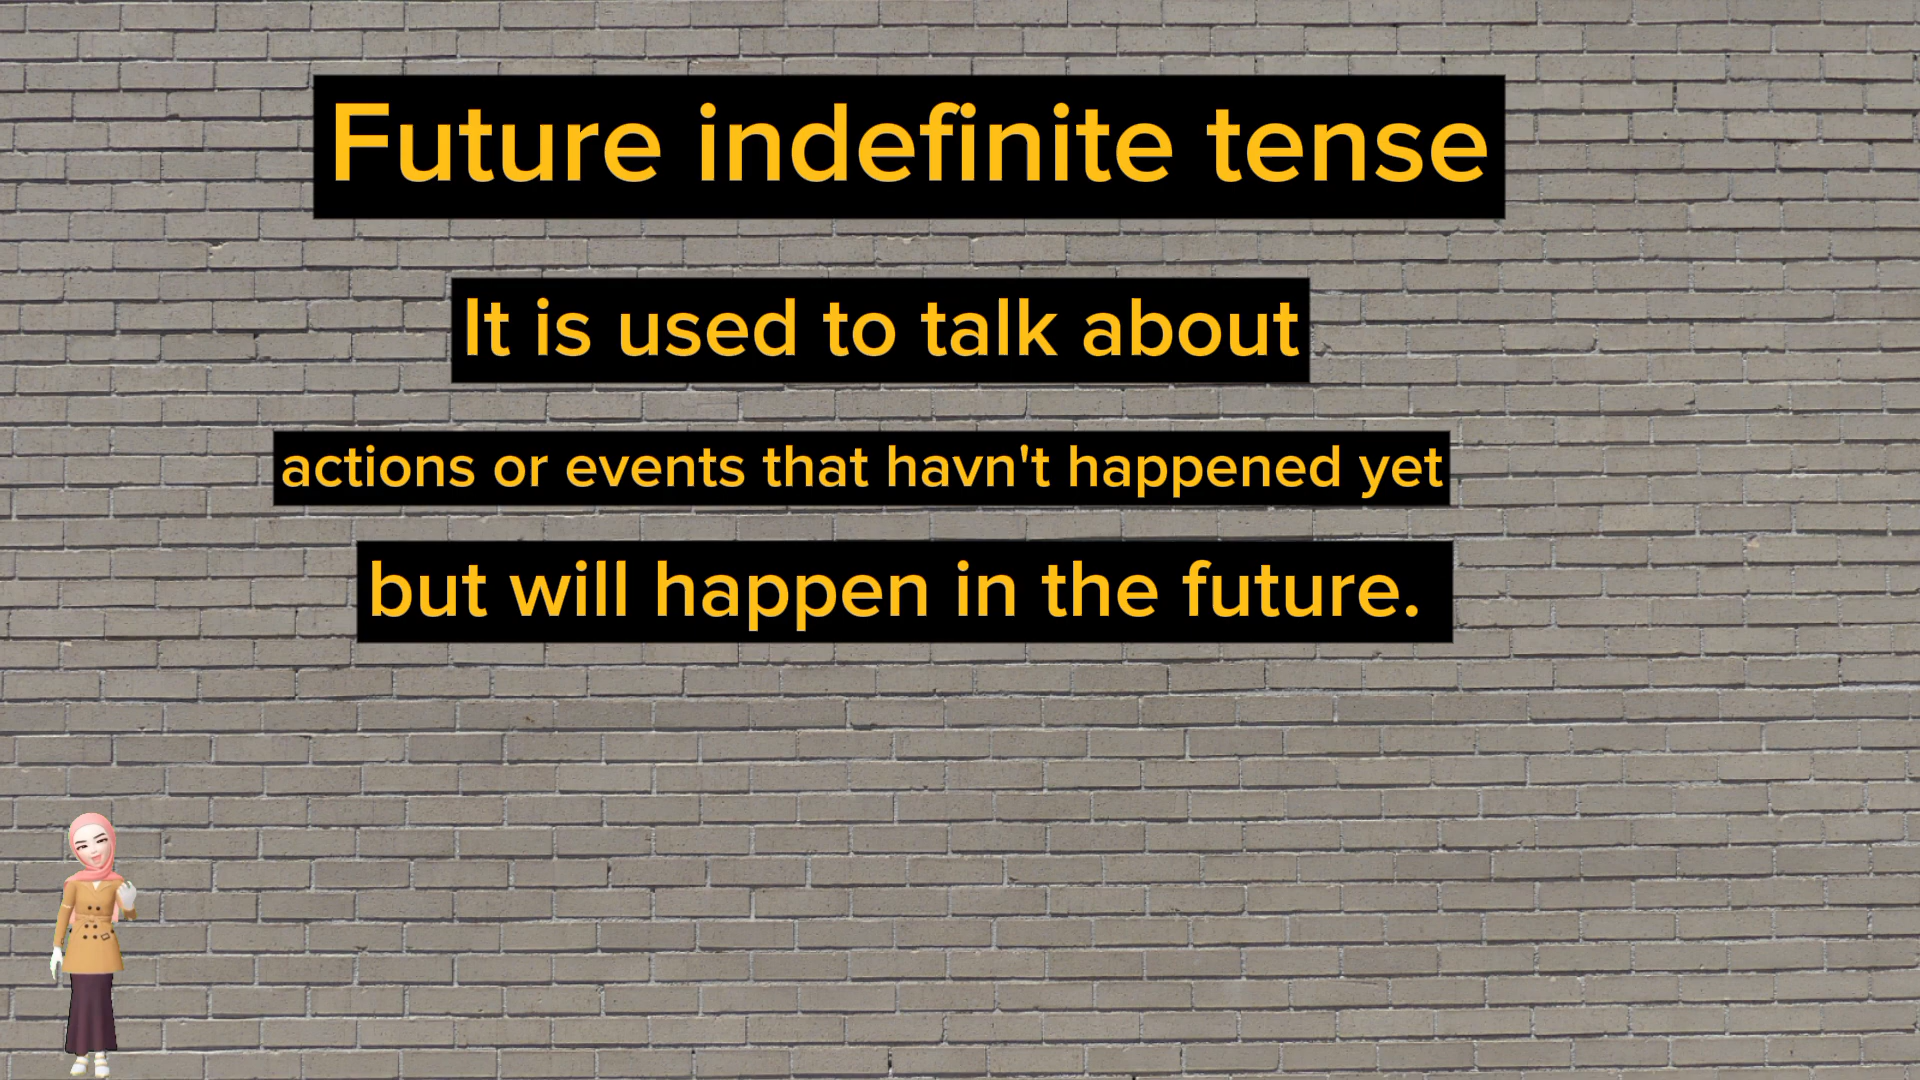 Future indefinite tense
It is used to talk about
actions or events that havn't happened yet
but will happen in the future.